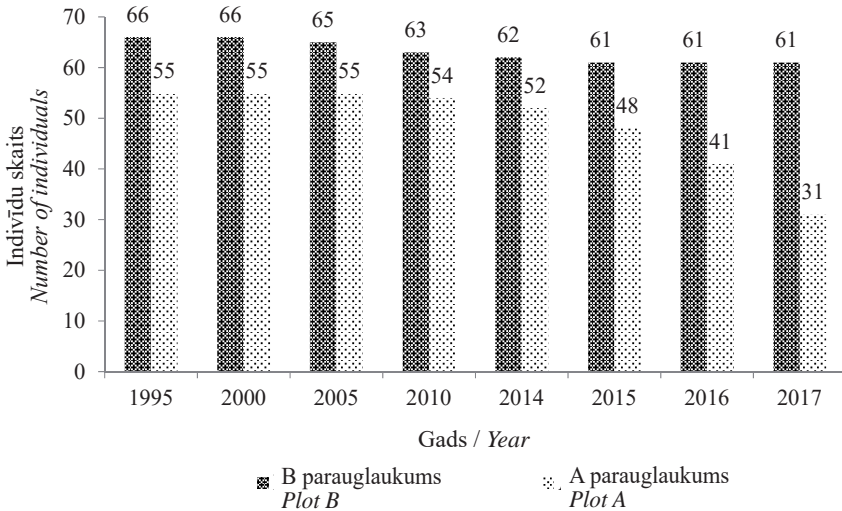 Indivīdu skaits
Number of individuals
70
60
50
40
30
20
10
0
66 55
66 55
65 55
63 54
62 52
61 48
61 41
61 31
1995 2000 2005 2010 2014 2015 2016 2017
Gads / Year
B parauglaukums
Plot B
A parauglaukums
Plot A